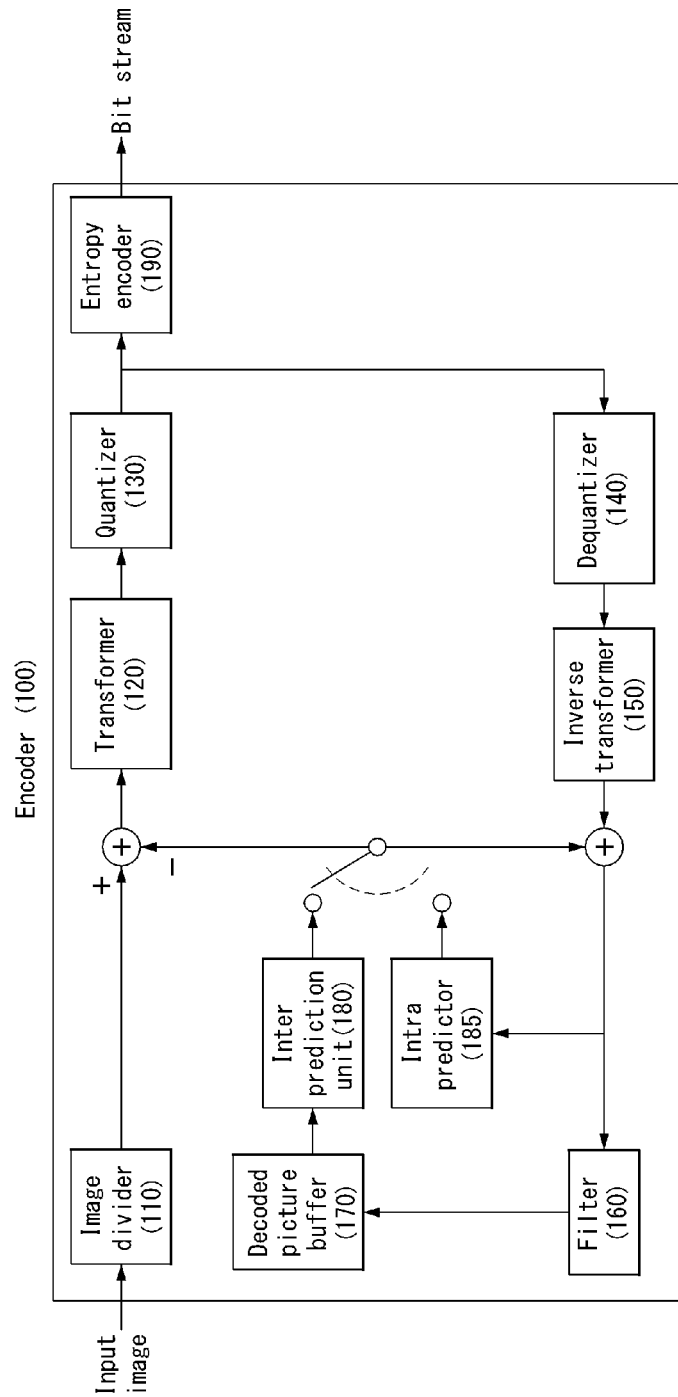 Encoder (100)
Input
image
Image
divider
(110)
+
−
+
Transformer
(120)
Quantizer
(130)
Entropy
encoder
(190)
Bit stream
Dequantizer
(140)
Inverse
transformer
(150)
+
Filter
(160)
Decoded
picture
buffer
(170)
Inter
prediction
unit(180)
Intra
predictor
(185)